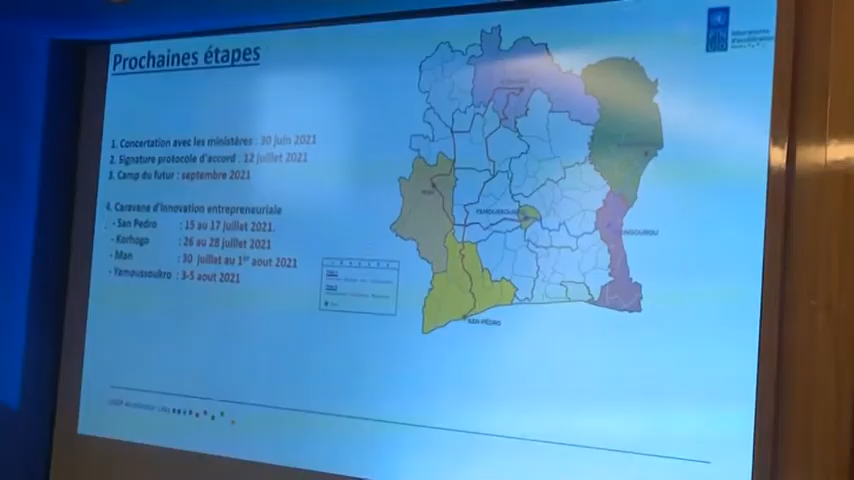 Prochaines étapes
1. Concertation avec les ministères : 30 juin 2021
2. Signature protocole d'accord : 12 juillet 2021
3. Camp du futur : septembre 2021
4. Caravane d'innovation entrepreneuriale
- San Pedro : 15 au 17 juillet 2021.
- Korhogo : 26 au 28 juillet 2021
- Man : 30 juillet au 1er aout 2021
- Yamoussoukro : 3-5 aout 2021
YAMOUSSOUKRO
SAN-PÉDRO